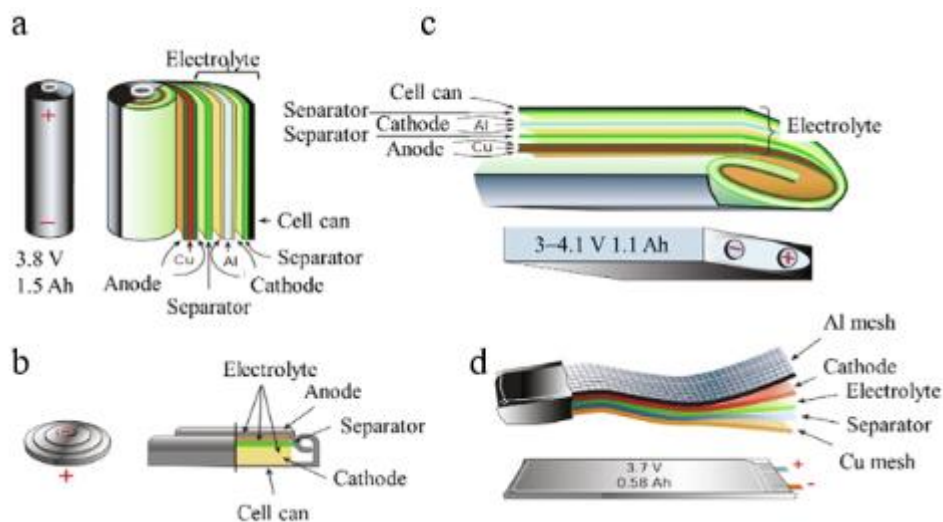 a
Electrolyte
+
−
3.8 V
1.5 Ah
Cell can
Separator
Cu
Al
Anode
Cathode
Separator
c
Cell can
Separator
Cathode
Al
Separator
Anode
Cu
Electrolyte
3–4.1 V 1.1 Ah
−
+
b
Electrolyte
Anode
Separator
Cathode
Cell can
−
+
d
Al mesh
Cathode
Electrolyte
Separator
Cu mesh
3.7 V
0.58 Ah
+
-